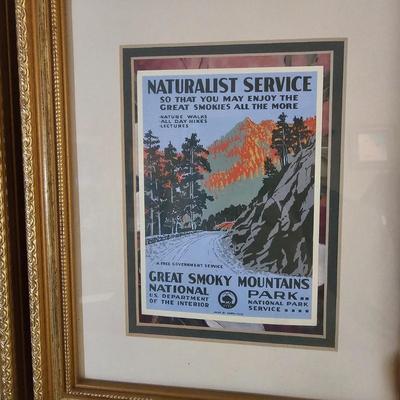 NATURALIST SERVICE
SO THAT YOU MAY ENJOY THE
GREAT SMOKIES ALL THE MORE
·NATURE WALKS
·ALL DAY HIKES
·LECTURES
A FREE GOVERNMENT SERVICE
GREAT SMOKY MOUNTAINS
NATIONAL PARK
U.S. DEPARTMENT OF THE INTERIOR
NATIONAL PARK SERVICE